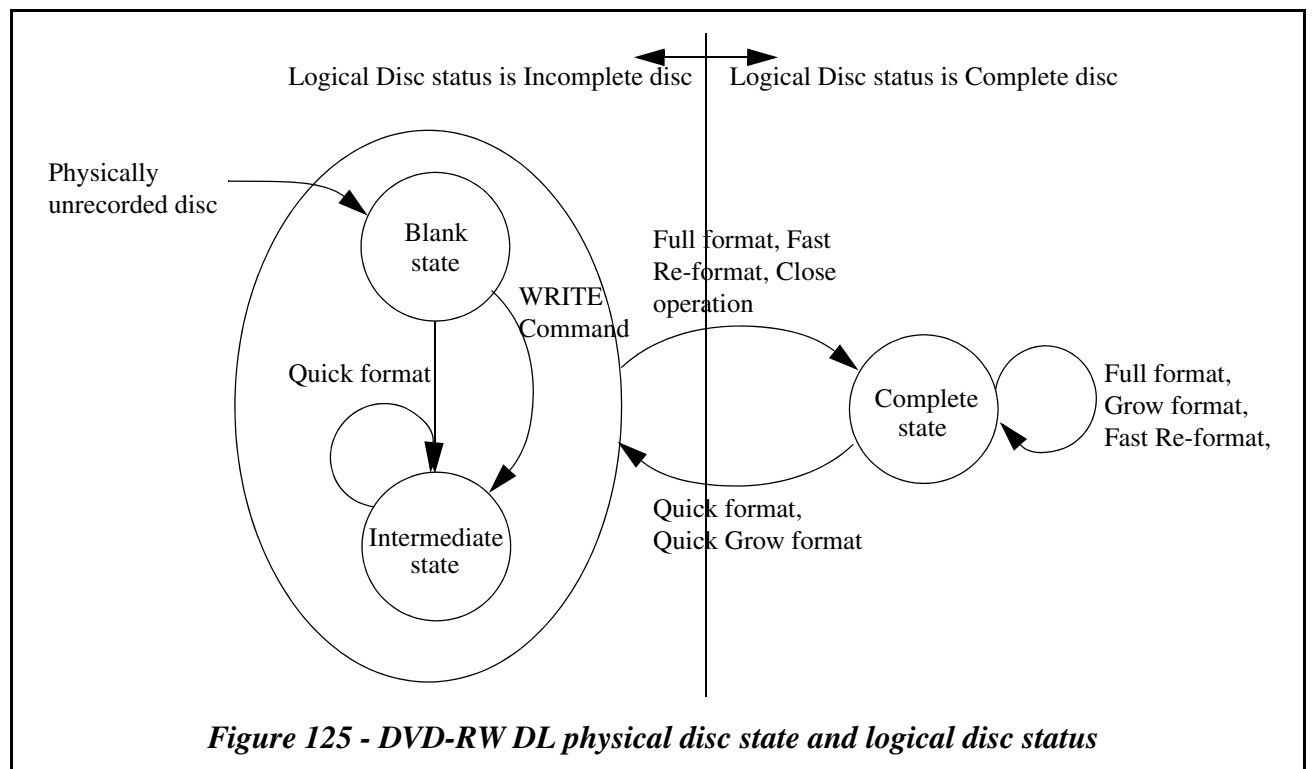 Logical Disc status is Incomplete disc
Logical Disc status is Complete disc
Physically
unrecorded disc
Blank
state
Full format, Fast
Re-format, Close
operation
WRITE
Command
Quick format
Complete
state
Full format,
Grow format,
Fast Re-format,
Quick format,
Quick Grow format
Intermediate
state
Figure 125 - DVD-RW DL physical disc state and logical disc status